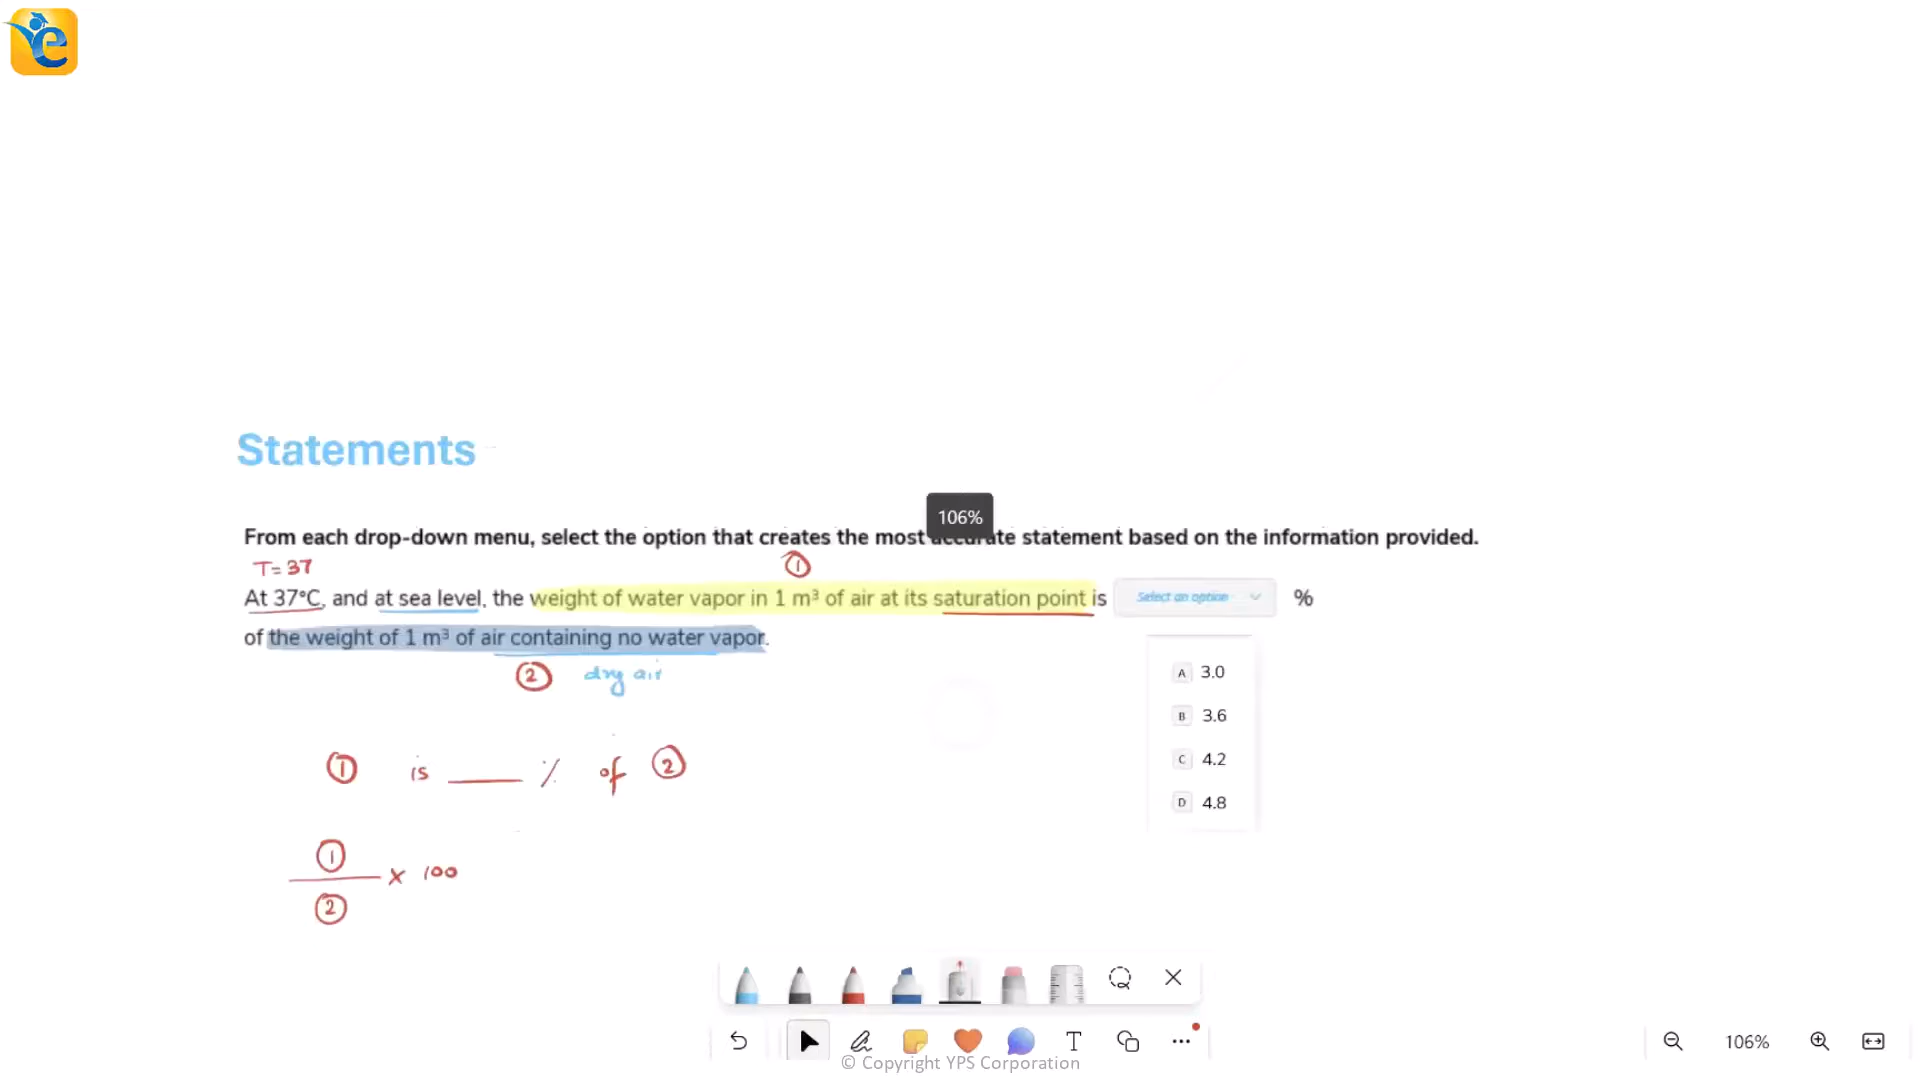 e
Statements
106%
From each drop-down menu, select the option that creates the most accurate statement based on the information provided.
T = 37
①
At 37°C, and at sea level, the weight of water vapor in 1 m³ of air at its saturation point is Select an option %
of the weight of 1 m³ of air containing no water vapor.
② dry air
A 3.0
B 3.6
C 4.2
D 4.8
① is ___ % of ②
①
× 100
②
T
106%
© Copyright YPS Corporation